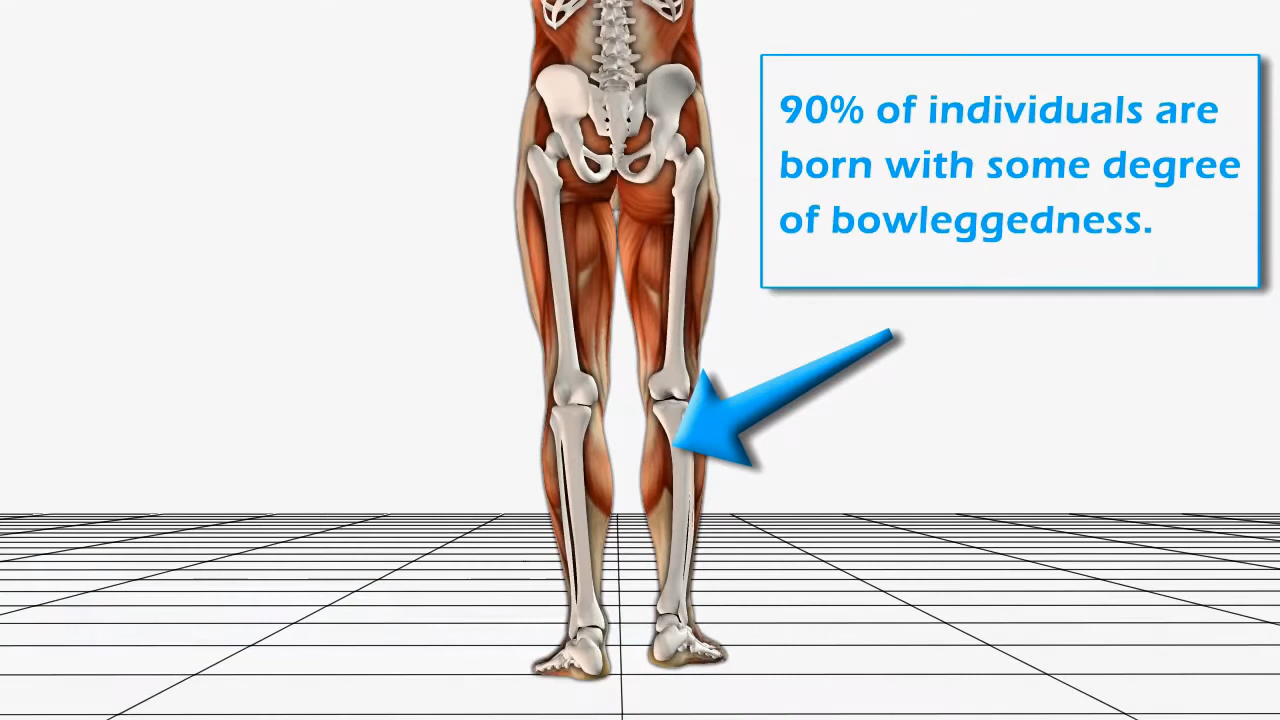 90% of individuals are
born with some degree
of bowleggedness.